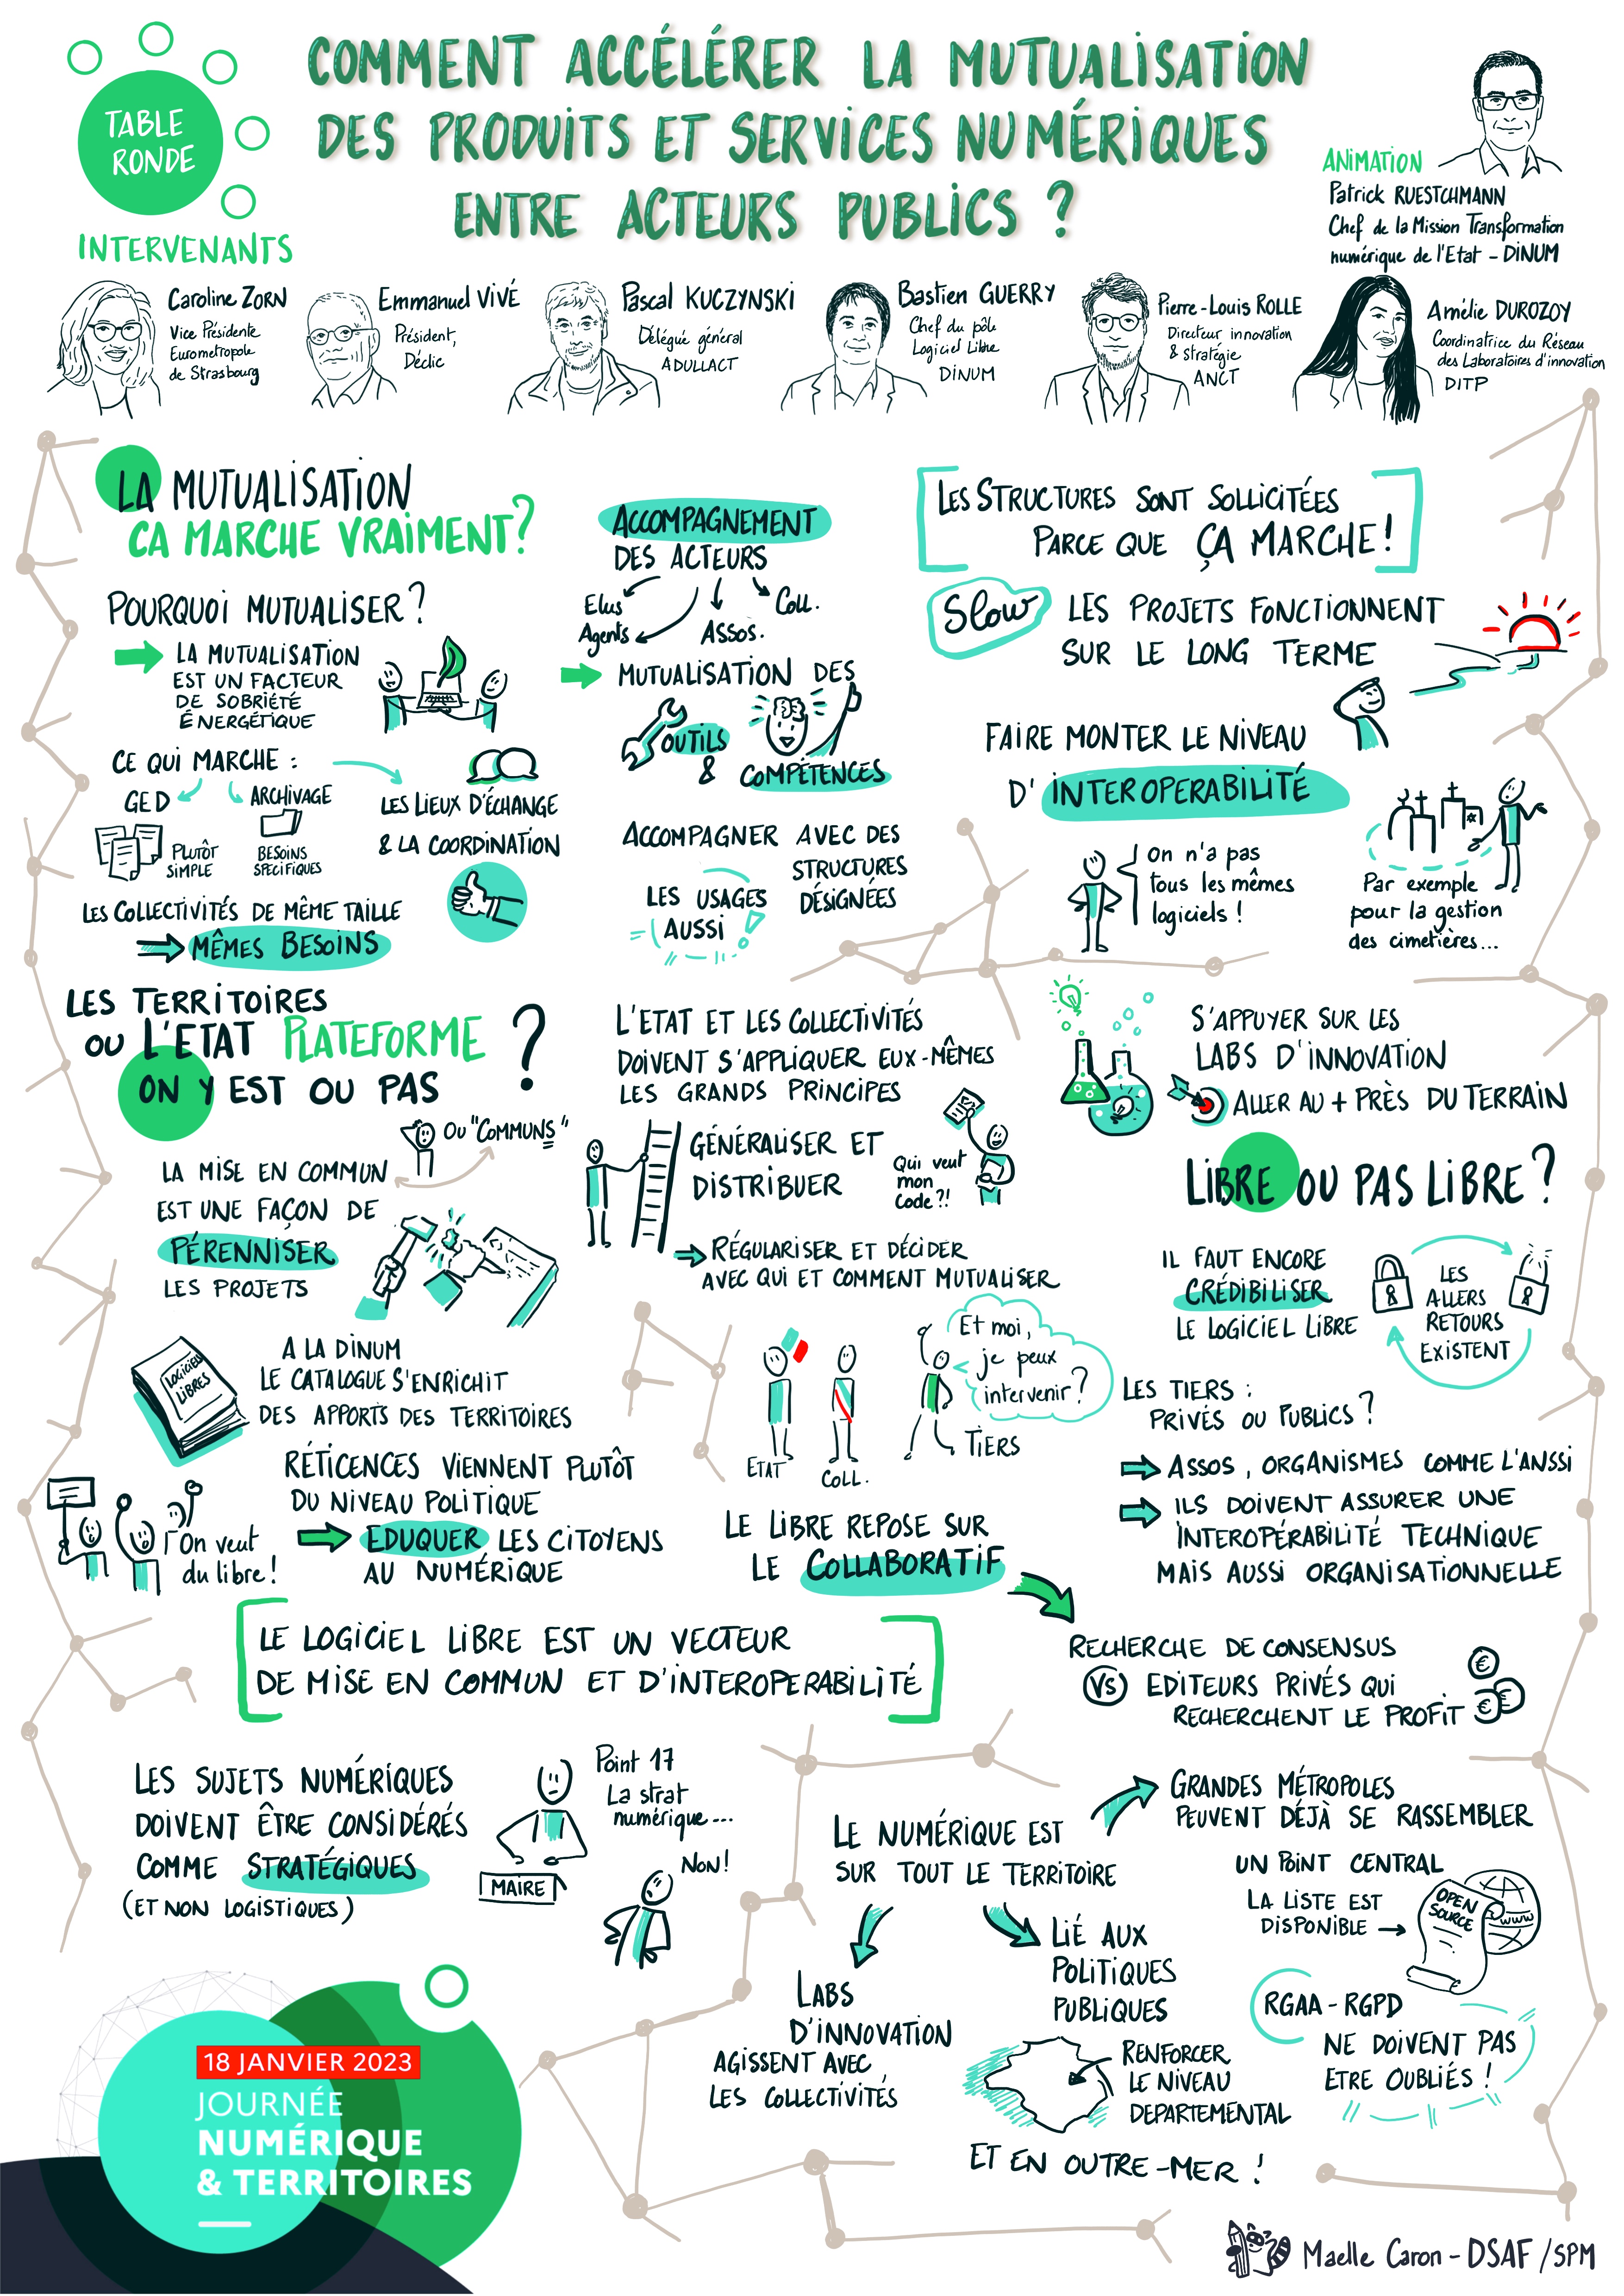 TABLE
RONDE
COMMENT ACCÉLÉRER LA MUTUALISATION
DES PRODUITS ET SERVICES NUMÉRIQUES
ENTRE ACTEURS PUBLICS ?
ANIMATION
Patrick RUESTCHMANN
Chef de la Mission Transformation
numérique de l'Etat - DINUM
INTERVENANTS
Caroline ZORN
Vice Présidente
Eurometropole
de Strasbourg
Emmanuel VIVÉ
Président,
Déclic
Pascal KUCZYNSKI
Délégué général
ADULLACT
Bastien GUERRY
Chef du pôle
Logiciel Libre
DINUM
Pierre-Louis ROLLE
Directeur innovation
& stratégie
ANCT
Amélie DUROZOY
Coordinatrice du Réseau
des Laboratoires d'innovation
DITP
LA MUTUALISATION
CA MARCHE VRAIMENT ?
POURQUOI MUTUALISER ?
LA MUTUALISATION
EST UN FACTEUR
DE SOBRIÉTÉ
ÉNERGÉTIQUE
CE QUI MARCHE :
GED
ARCHIVAGE
PLUTÔT
SIMPLE
BESOINS
SPÉCIFIQUES
LES LIEUX D'ÉCHANGE
& LA COORDINATION
LES COLLECTIVITÉS DE MÊME TAILLE
MÊMES BESOINS
ACCOMPAGNEMENT
DES ACTEURS
Elus
Agents
Assos.
Coll.
MUTUALISATION DES
OUTILS
& COMPÉTENCES
ACCOMPAGNER AVEC DES
STRUCTURES
DÉSIGNÉES
LES USAGES
AUSSI !
LES STRUCTURES SONT SOLLICITÉES
PARCE QUE ÇA MARCHE !
Slow
LES PROJETS FONCTIONNENT
SUR LE LONG TERME
FAIRE MONTER LE NIVEAU
D'INTEROPERABILITÉ
On n'a pas
tous les mêmes
logiciels !
Par exemple
pour la gestion
des cimetières...
LES TERRITOIRES
OU L'ETAT PLATEFORME
ON Y EST OU PAS ?
OU "COMMUNS"
LA MISE EN COMMUN
EST UNE FAÇON DE
PÉRENNISER
LES PROJETS
LOGICIELS
LIBRES
A LA DINUM
LE CATALOGUE S'ENRICHIT
DES APPORTS DES TERRITOIRES
RÉTICENCES VIENNENT PLUTÔT
DU NIVEAU POLITIQUE
EDUQUER LES CITOYENS
AU NUMÉRIQUE
On veut
du libre !
L'ETAT ET LES COLLECTIVITÉS
DOIVENT S'APPLIQUER EUX-MÊMES
LES GRANDS PRINCIPES
GÉNÉRALISER ET
DISTRIBUER
Qui veut
mon
code ?!
RÉGULARISER ET DÉCIDER
AVEC QUI ET COMMENT MUTUALISER
Et moi,
je peux
intervenir ?
ETAT
COLL.
TIERS
LE LIBRE REPOSE SUR
LE COLLABORATIF
S'APPUYER SUR LES
LABS D'INNOVATION
ALLER AU + PRÈS DU TERRAIN
LIBRE OU PAS LIBRE ?
IL FAUT ENCORE
CRÉDIBILISER
LE LOGICIEL LIBRE
LES
ALLERS
RETOURS
EXISTENT
LES TIERS :
PRIVÉS OU PUBLICS ?
ASSOS, ORGANISMES COMME L'ANSSI
ILS DOIVENT ASSURER UNE
INTEROPÉRABILITÉ TECHNIQUE
MAIS AUSSI ORGANISATIONNELLE
LE LOGICIEL LIBRE EST UN VECTEUR
DE MISE EN COMMUN ET D'INTEROPERABILITÉ
RECHERCHE DE CONSENSUS
VS EDITEURS PRIVÉS QUI
RECHERCHENT LE PROFIT
€
€
€
LES SUJETS NUMÉRIQUES
DOIVENT ÊTRE CONSIDÉRÉS
COMME STRATÉGIQUES
(ET NON LOGISTIQUES)
Point 17
La strat
numérique...
MAIRE
NON !
LE NUMÉRIQUE EST
SUR TOUT LE TERRITOIRE
GRANDES MÉTROPOLES
PEUVENT DÉJÀ SE RASSEMBLER
UN POINT CENTRAL
LA LISTE EST
DISPONIBLE
OPEN
SOURCE
www
LABS
D'INNOVATION
AGISSENT AVEC
LES COLLECTIVITÉS
LIÉ AUX
POLITIQUES
PUBLIQUES
RENFORCER
LE NIVEAU
DEPARTEMENTAL
ET EN OUTRE-MER !
RGAA - RGPD
NE DOIVENT PAS
ETRE OUBLIÉS !
18 JANVIER 2023
JOURNÉE
NUMÉRIQUE
& TERRITOIRES
Maelle Caron - DSAF / SPM